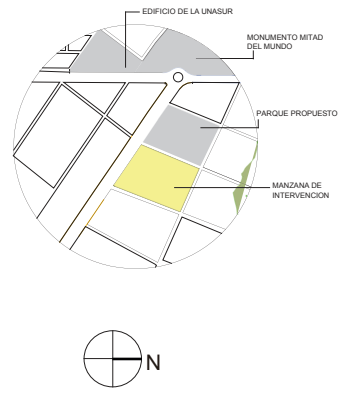 EDIFICIO DE LA UNASUR
MONUMENTO MITAD
DEL MUNDO
PARQUE PROPUESTO
MANZANA DE
INTERVENCION
N